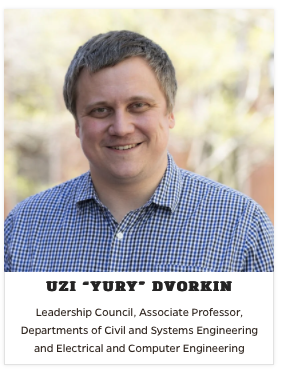 UZI “YURY” DVORKIN
Leadership Council, Associate Professor,
Departments of Civil and Systems Engineering
and Electrical and Computer Engineering